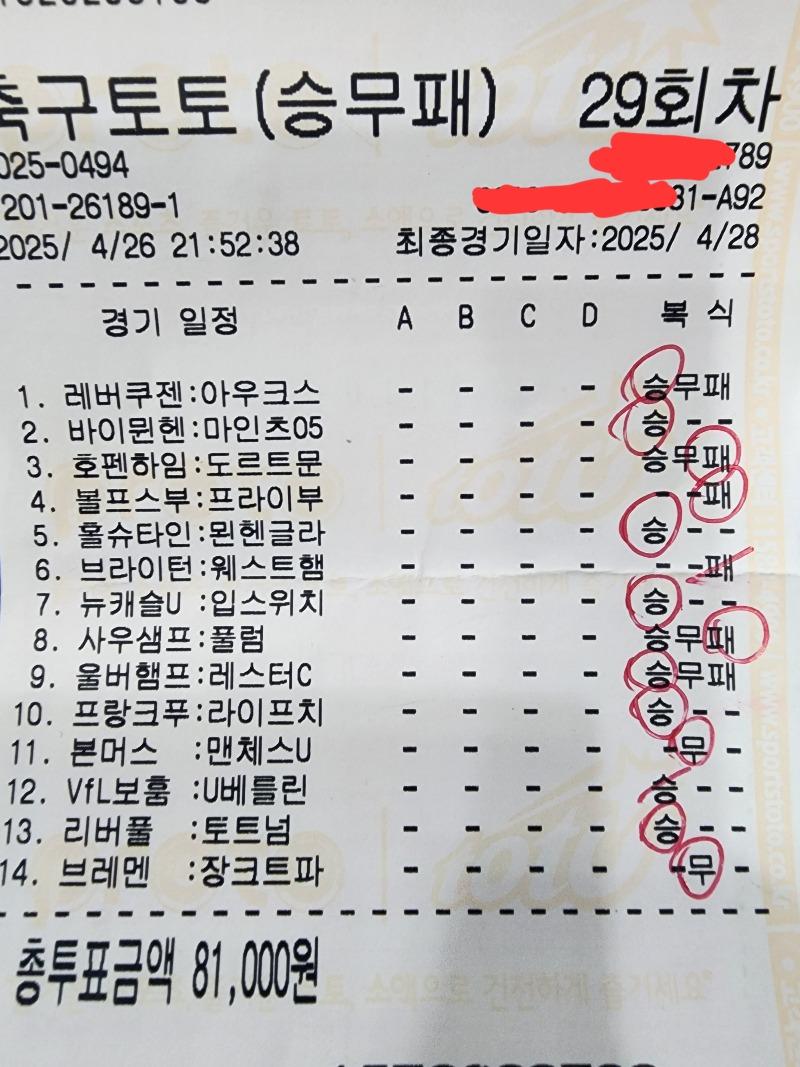 축구토토(승무패) 29회차
025-0494 789
201-26189-1 31-A92
2025/ 4/26 21:52:38 최종경기일자:2025/ 4/28
경기 일정 A B C D 복 식
1. 레버쿠젠:아우크스 - - - - 승무패
2. 바이뮌헨:마인츠05 - - - - 승--
3. 호펜하임:도르트문 - - - - 승무패
4. 볼프스부:프라이부 - - - - --패
5. 홀슈타인:묀헨글라 - - - - 승--
6. 브라이턴:웨스트햄 - - - - --패
7. 뉴캐슬U :입스위치 - - - - 승--
8. 사우샘프:풀럼 - - - - 승무패
9. 울버햄프:레스터C - - - - 승무패
10. 프랑크푸:라이프치 - - - - 승--
11. 본머스 :맨체스U - - - - -무-
12. VfL보훔 :U베를린 - - - - 승--
13. 리버풀 :토트넘 - - - - 승--
14. 브레멘 :장크트파 - - - - -무-
총투표금액 81,000원